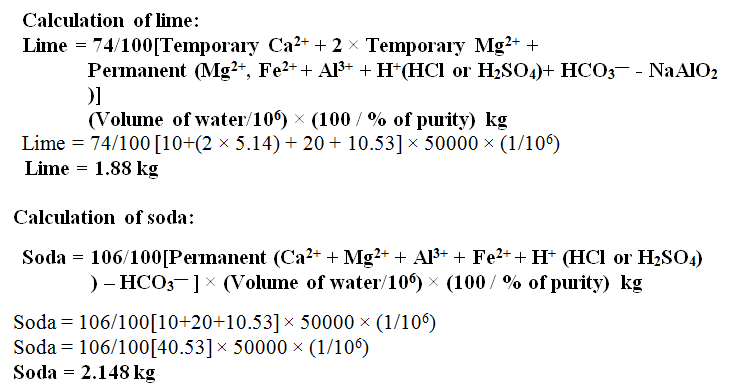 Calculation of lime:
Lime = 74/100[Temporary Ca²⁺ + 2 × Temporary Mg²⁺ +
Permanent (Mg²⁺, Fe²⁺ + Al³⁺ + H⁺(HCl or H₂SO₄)+ HCO₃⁻ - NaAlO₂
)]
(Volume of water/10⁶) × (100 / % of purity) kg
Lime = 74/100 [10+(2 × 5.14) + 20 + 10.53] × 50000 × (1/10⁶)
Lime = 1.88 kg
Calculation of soda:
Soda = 106/100[Permanent (Ca²⁺ + Mg²⁺ + Al³⁺ + Fe²⁺ + H⁺ (HCl or H₂SO₄)
) – HCO₃⁻ ] × (Volume of water/10⁶) × (100 / % of purity) kg
Soda = 106/100[10+20+10.53] × 50000 × (1/10⁶)
Soda = 106/100[40.53] × 50000 × (1/10⁶)
Soda = 2.148 kg